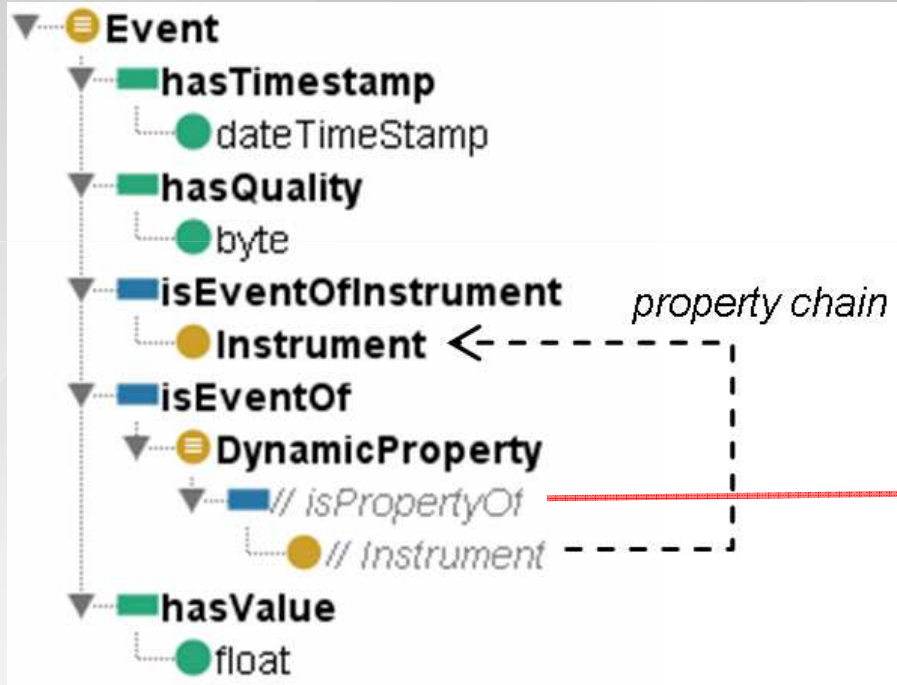 Event
hasTimestamp
dateTimeStamp
hasQuality
byte
isEventOfInstrument
property chain
Instrument
isEventOf
DynamicProperty
// isPropertyOf
// Instrument
hasValue
float